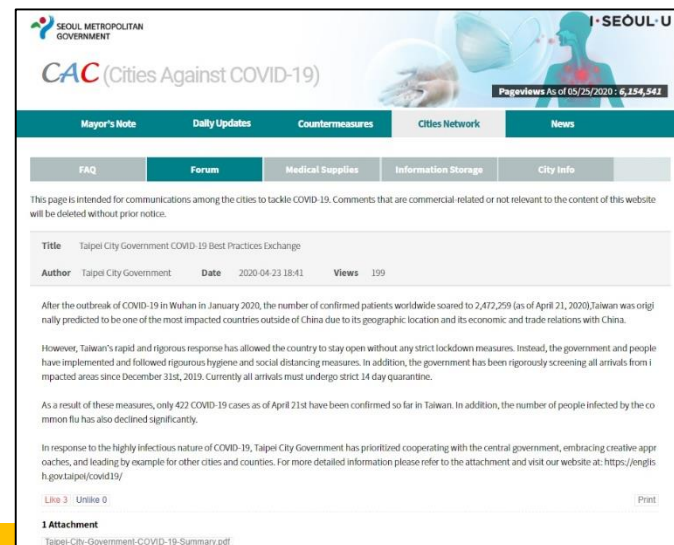 SEOUL METROPOLITAN
GOVERNMENT
I·SEOUL·U
CAC (Cities Against COVID-19)
Pageviews As of 05/25/2020 : 6,154,541
Mayor's Note Daily Updates Countermeasures Cities Network News
FAQ Forum Medical Supplies Information Storage City Info
This page is intended for communications among the cities to tackle COVID-19. Comments that are commercial-related or not relevant to the content of this website
will be deleted without prior notice.
Title Taipei City Government COVID-19 Best Practices Exchange
Author Taipei City Government Date 2020-04-23 18:41 Views 199
After the outbreak of COVID-19 in Wuhan in January 2020, the number of confirmed patients worldwide soared to 2,472,259 (as of April 21, 2020),Taiwan was origi
nally predicted to be one of the most impacted countries outside of China due to its geographic location and its economic and trade relations with China.
However, Taiwan's rapid and rigorous response has allowed the country to stay open without any strict lockdown measures. Instead, the government and people
have implemented and followed rigourous hygiene and social distancing measures. In addition, the government has been rigorously screening all arrivals from i
mpacted areas since December 31st, 2019. Currently all arrivals must undergo strict 14 day quarantine.
As a result of these measures, only 422 COVID-19 cases as of April 21st have been confirmed so far in Taiwan. In addition, the number of people infected by the co
mmon flu has also declined significantly.
In response to the highly infectious nature of COVID-19, Taipei City Government has prioritized cooperating with the central government, embracing creative appr
oaches, and leading by example for other cities and counties. For more detailed information please refer to the attachment and visit our website at: https://englis
h.gov.taipei/covid19/
Like 3 Unlike 0 Print
1 Attachment
Taipei-City-Government-COVID-19-Summary.pdf